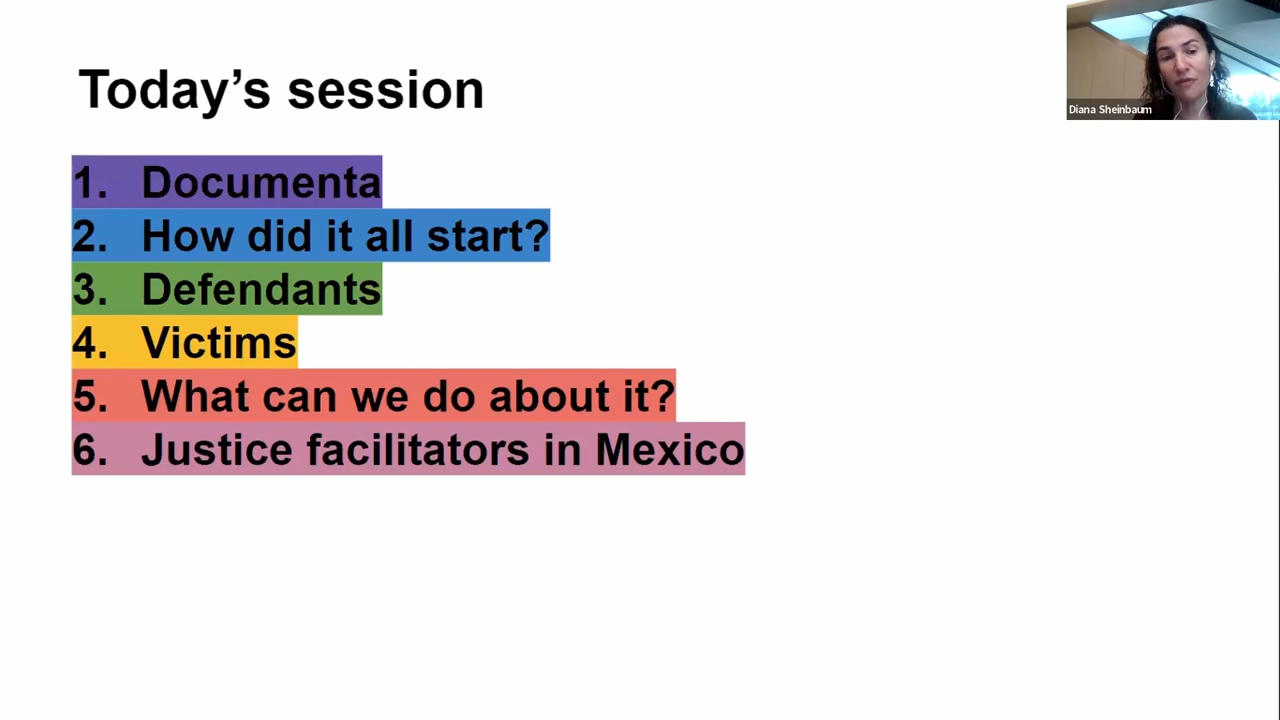 Today's session
1. Documenta
2. How did it all start?
3. Defendants
4. Victims
5. What can we do about it?
6. Justice facilitators in Mexico
Diana Sheinbaum